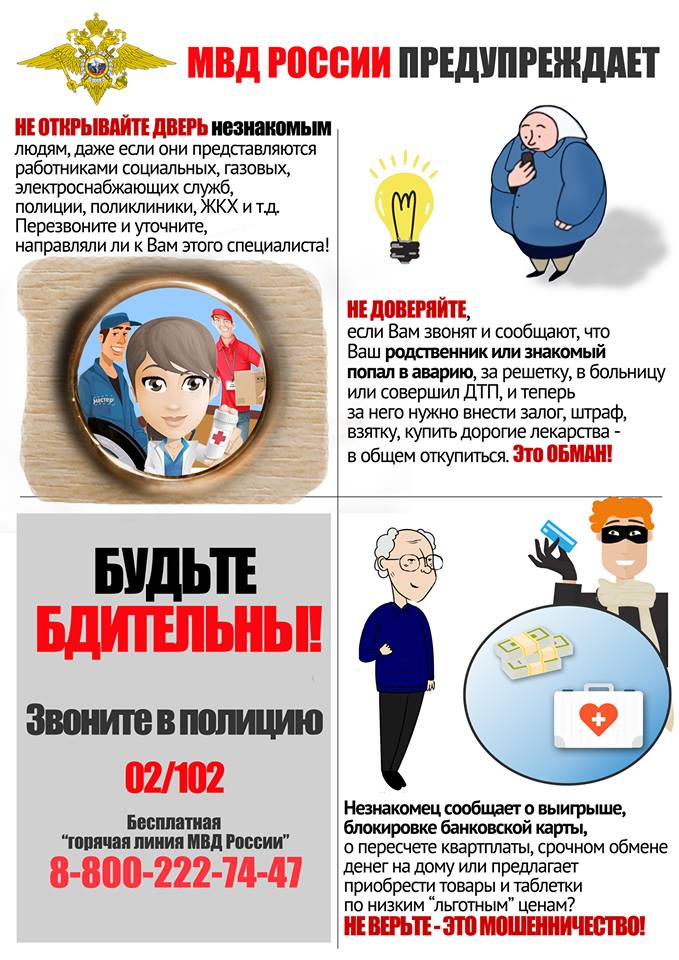 МВД РОССИИ ПРЕДУПРЕЖДАЕТ
НЕ ОТКРЫВАЙТЕ ДВЕРЬ незнакомым
людям, даже если они представляются
работниками социальных, газовых,
электроснабжающих служб,
полиции, поликлиники, ЖКХ и т.д.
Перезвоните и уточните,
направляли ли к Вам этого специалиста!
мастер
НЕ ДОВЕРЯЙТЕ,
если Вам звонят и сообщают, что
Ваш родственник или знакомый
попал в аварию, за решетку, в больницу
или совершил ДТП, и теперь
за него нужно внести залог, штраф,
взятку, купить дорогие лекарства -
в общем откупиться. Это ОБМАН!
БУДЬТЕ
БДИТЕЛЬНЫ!
Звоните в полицию
02/102
Бесплатная
“горячая линия МВД России”
8-800-222-74-47
Незнакомец сообщает о выигрыше,
блокировке банковской карты,
о пересчете квартплаты, срочном обмене
денег на дому или предлагает
приобрести товары и таблетки
по низким “льготным” ценам?
НЕ ВЕРЬТЕ - ЭТО МОШЕННИЧЕСТВО!